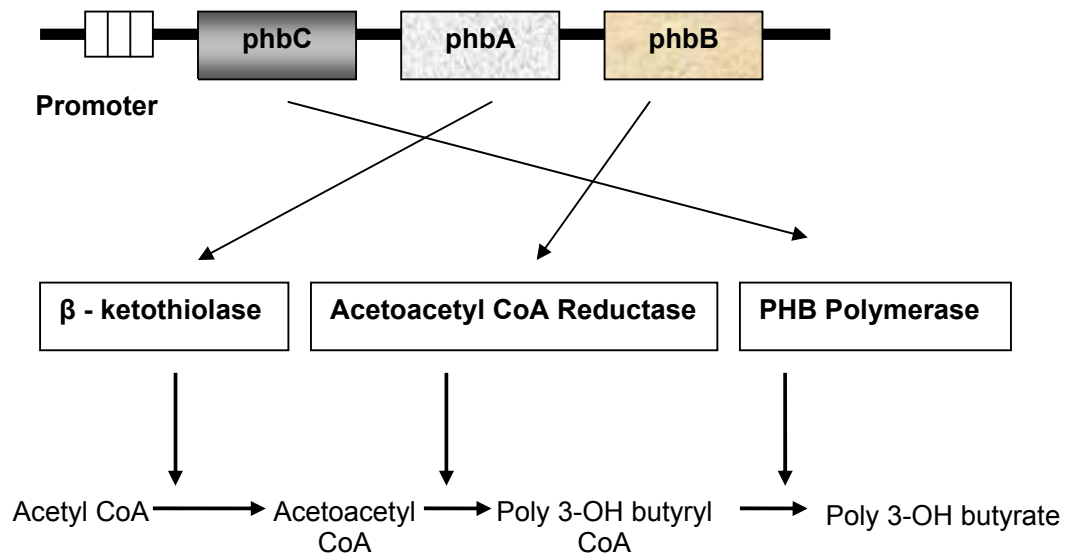 phbC
phbA
phbB
Promoter
β - ketothiolase
Acetoacetyl CoA Reductase
PHB Polymerase
Acetyl CoA
Acetoacetyl
CoA
Poly 3-OH butyryl
CoA
Poly 3-OH butyrate